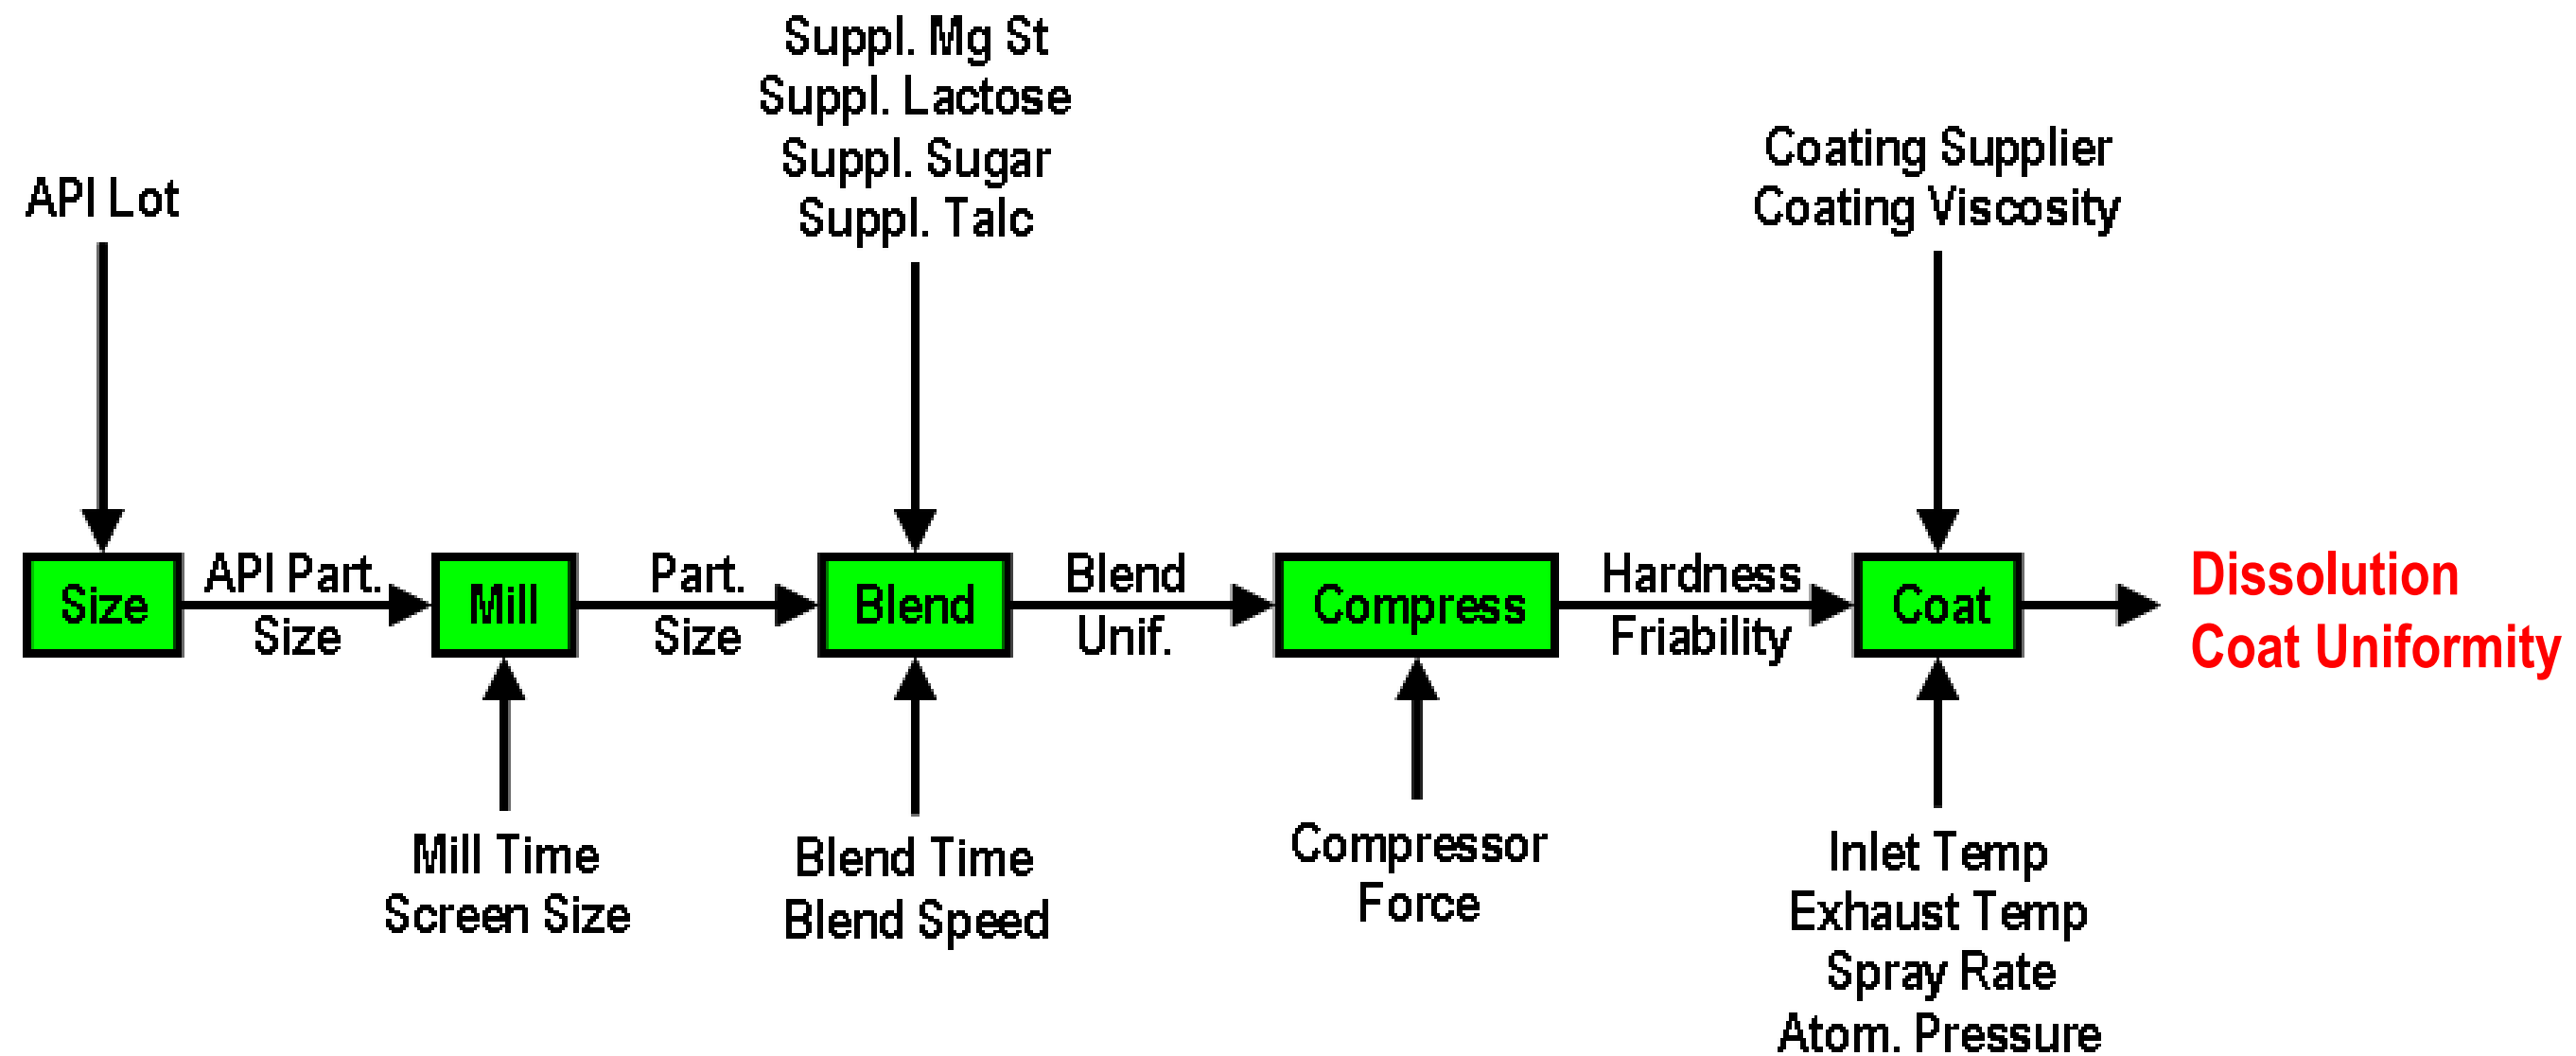 Suppl. Mg St
Suppl. Lactose
Suppl. Sugar
Suppl. Talc
API Lot
Coating Supplier
Coating Viscosity
Size
API Part.
Size
Mill
Part.
Size
Blend
Blend
Unif.
Compress
Hardness
Friability
Coat
Dissolution
Coat Uniformity
Mill Time
Screen Size
Blend Time
Blend Speed
Compressor
Force
Inlet Temp
Exhaust Temp
Spray Rate
Atom. Pressure